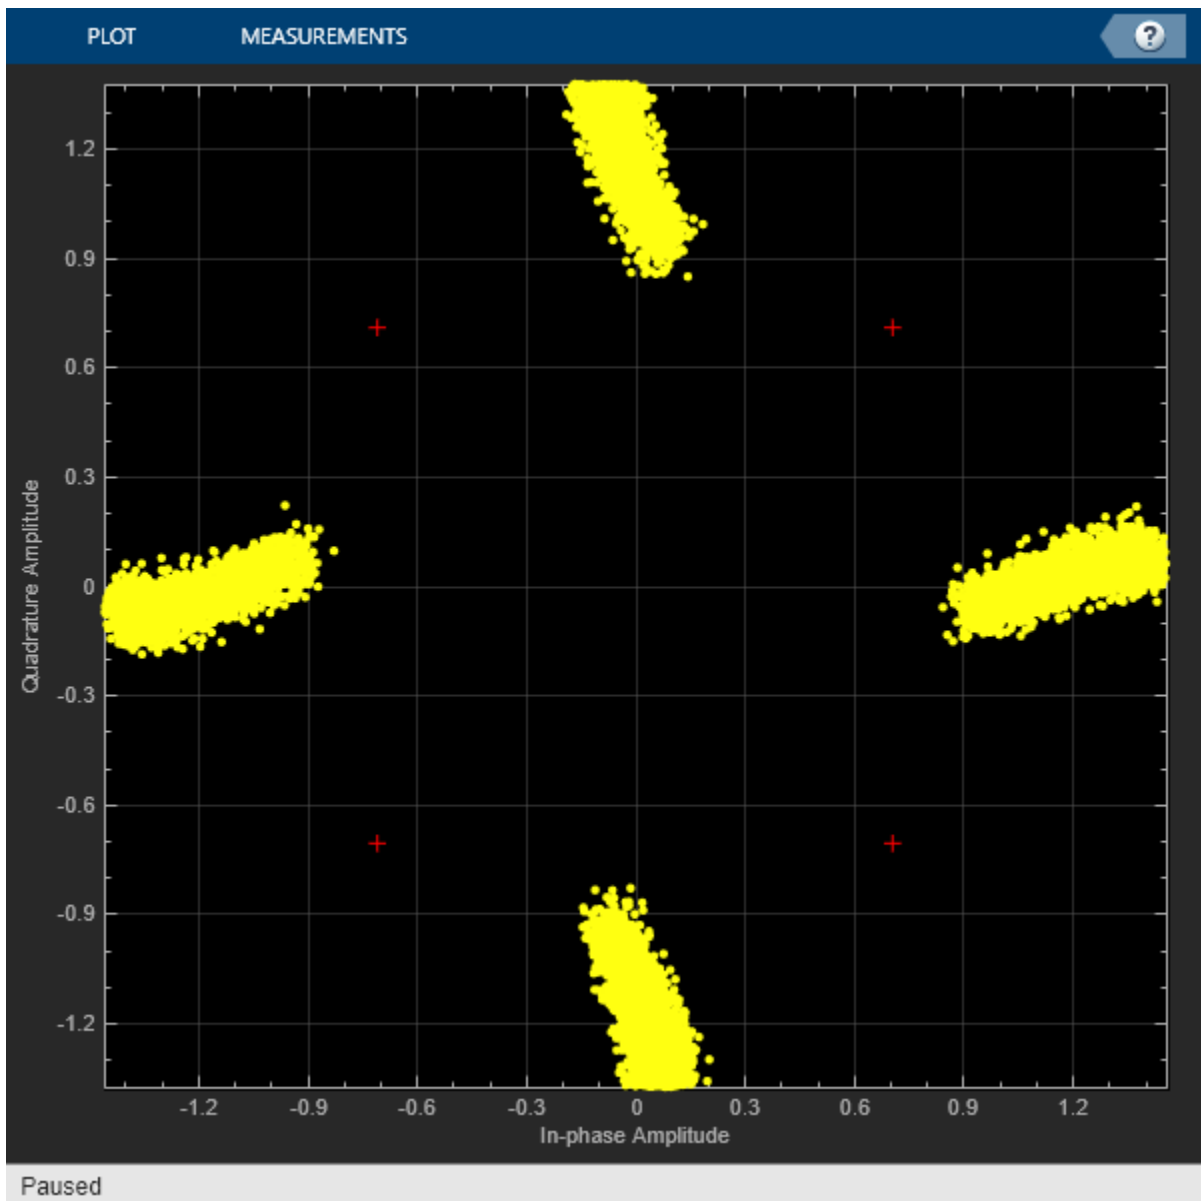 PLOT MEASUREMENTS ?
1.2
0.9
0.6
0.3
0
-0.3
-0.6
-0.9
-1.2
Quadrature Amplitude
-1.2 -0.9 -0.6 -0.3 0 0.3 0.6 0.9 1.2
In-phase Amplitude
Paused